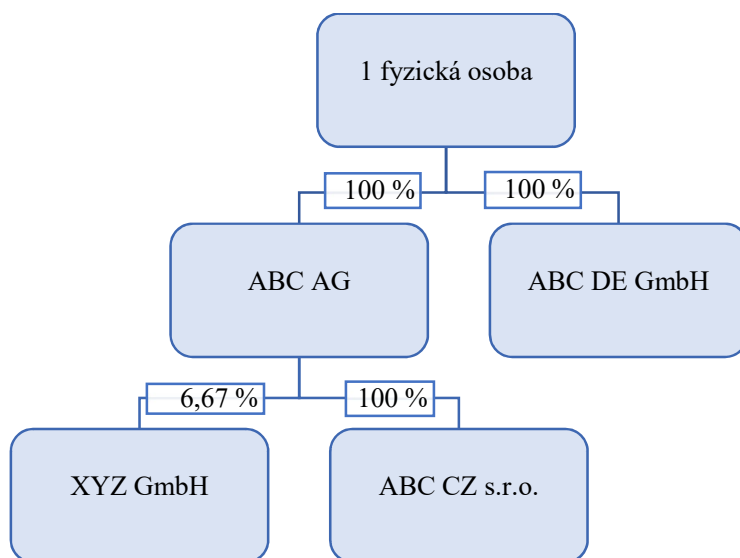 1 fyzická osoba
100 %
100 %
ABC AG
ABC DE GmbH
6,67 %
100 %
XYZ GmbH
ABC CZ s.r.o.